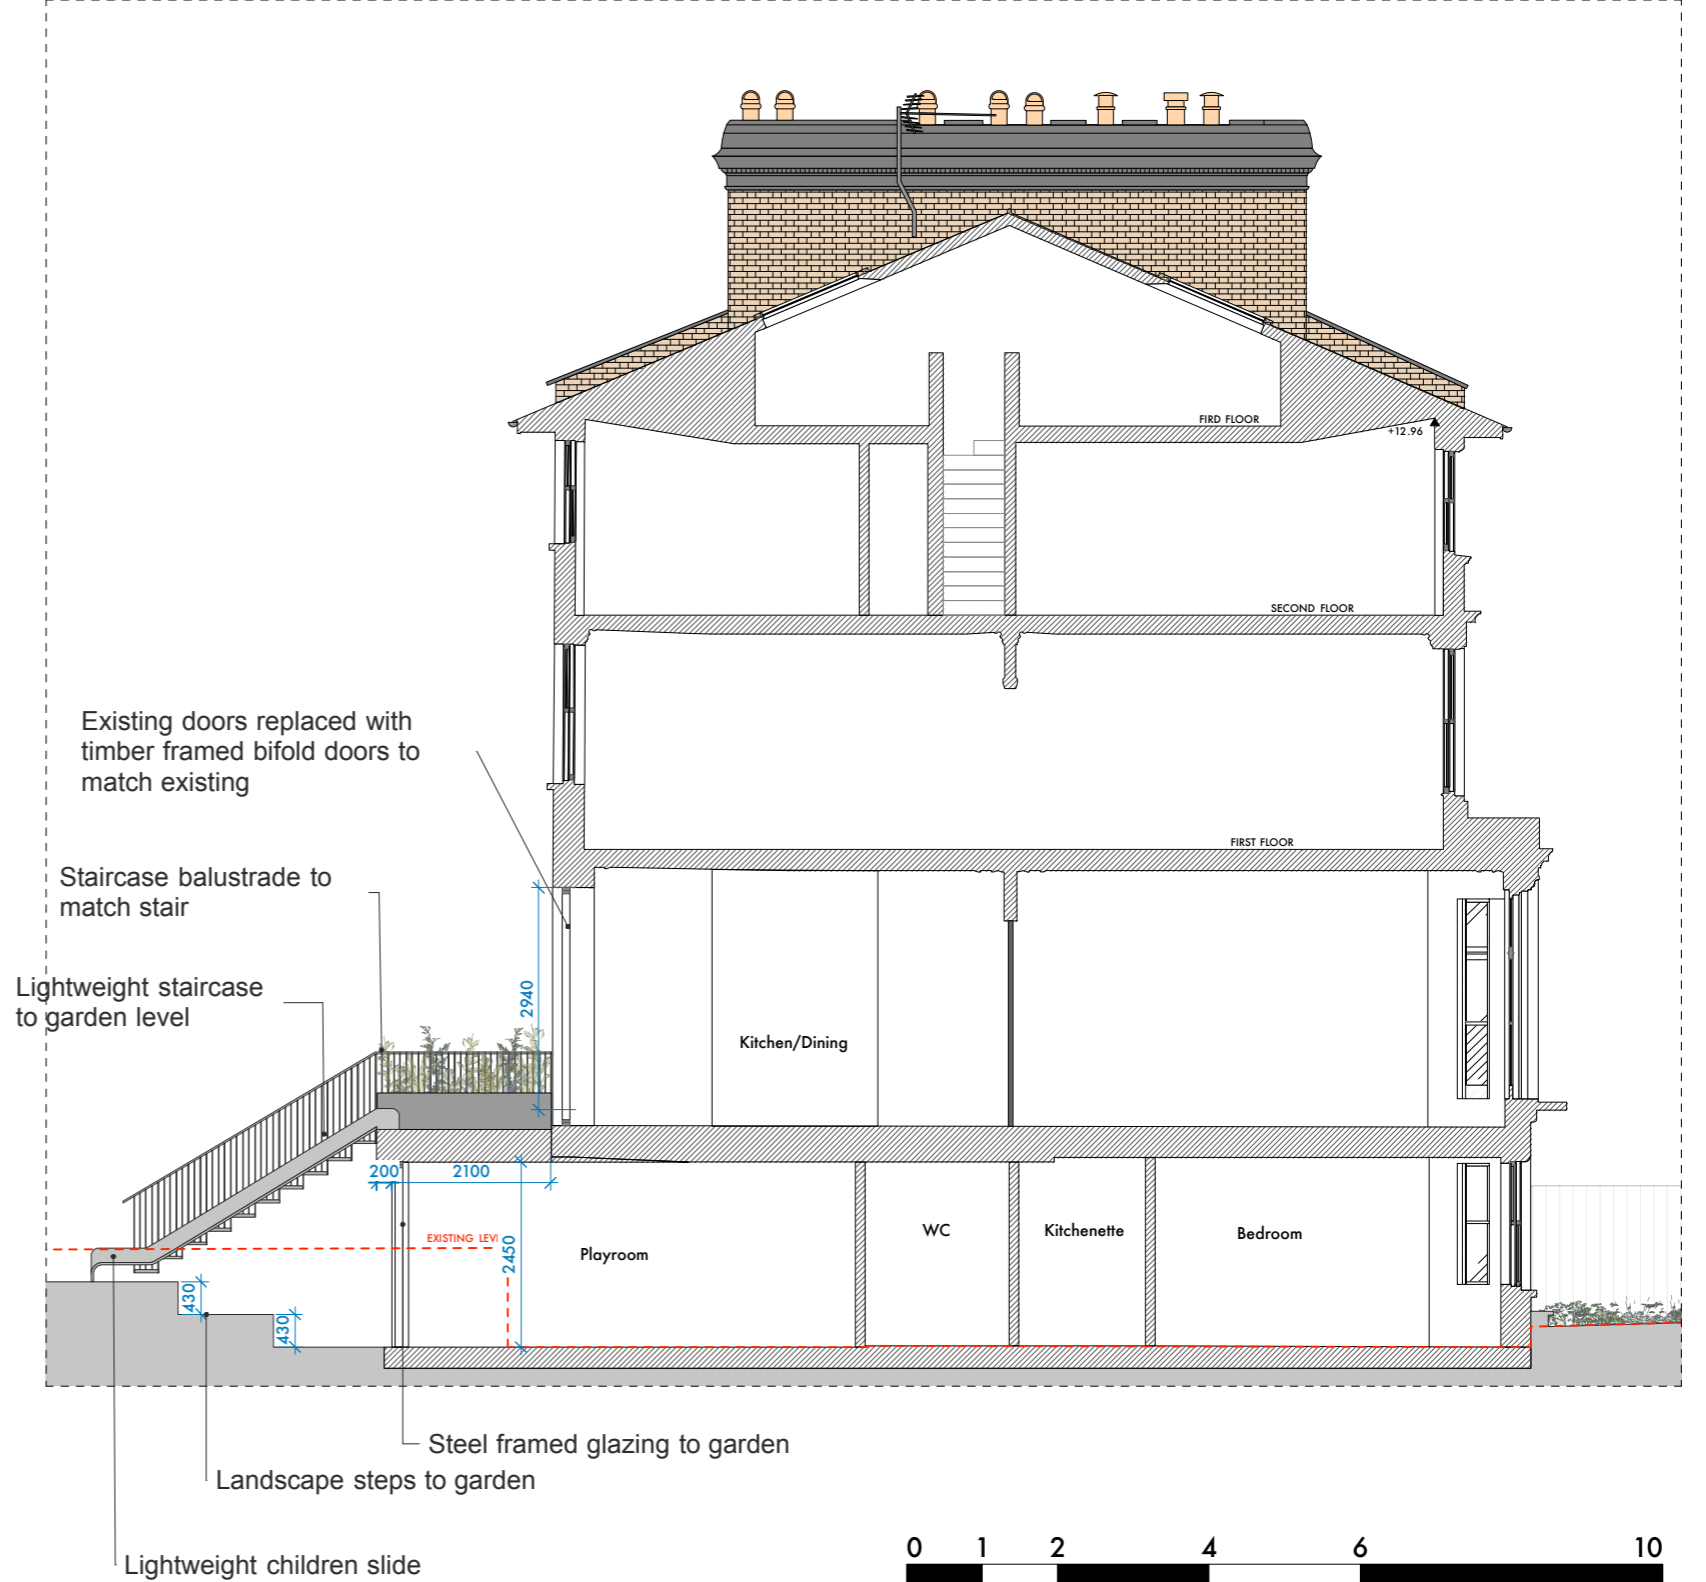 FIRD FLOOR
+12.96
SECOND FLOOR
Existing doors replaced with
timber framed bifold doors to
match existing
FIRST FLOOR
Staircase balustrade to
match stair
Lightweight staircase
to garden level
2940
Kitchen/Dining
200
2100
EXISTING LEV
2450
Playroom
WC
Kitchenette
Bedroom
430
430
Steel framed glazing to garden
Landscape steps to garden
Lightweight children slide
0 1 2 4 6 10